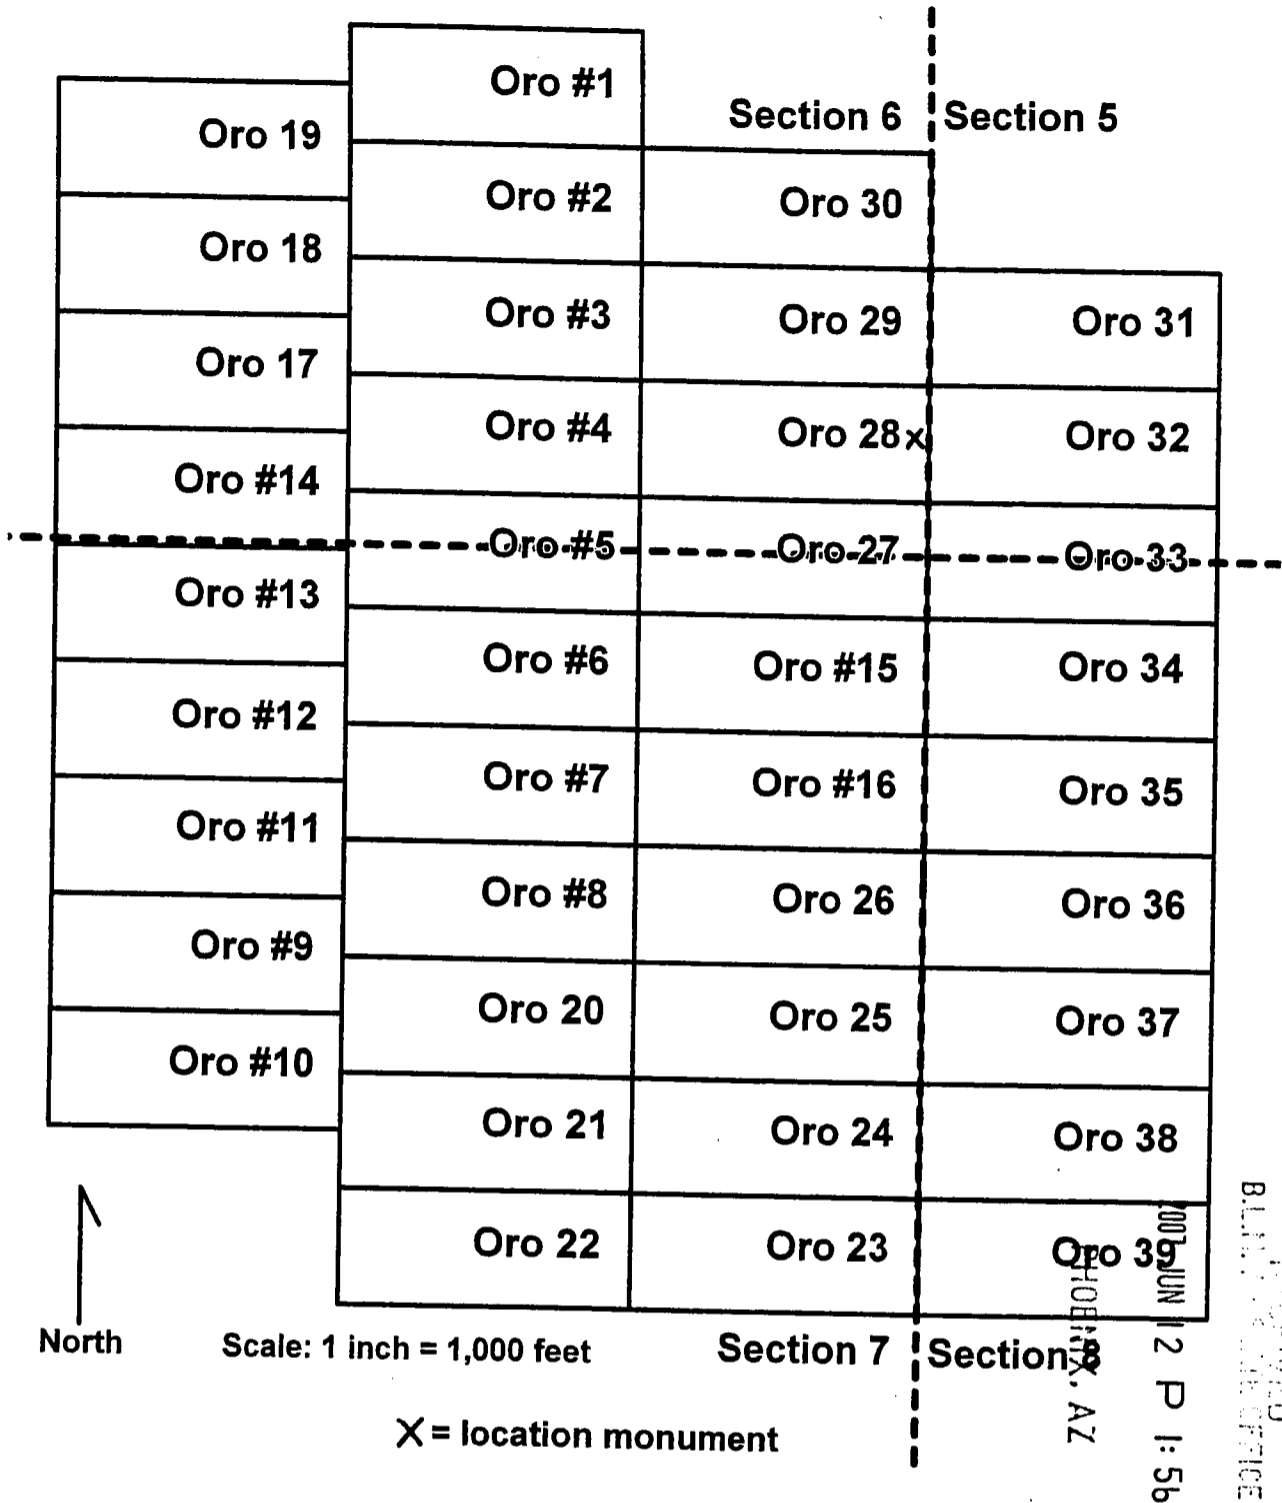 Oro #1
Section 6
Section 5
Oro 19
Oro #2
Oro 30
Oro 18
Oro #3
Oro 29
Oro 31
Oro 17
Oro #4
Oro 28 x
Oro 32
Oro #14
Oro #5
Oro 27
Oro 33
Oro #13
Oro #6
Oro #15
Oro 34
Oro #12
Oro #7
Oro #16
Oro 35
Oro #11
Oro #8
Oro 26
Oro 36
Oro #9
Oro 20
Oro 25
Oro 37
Oro #10
Oro 21
Oro 24
Oro 38
Oro 22
Oro 23
Oro 39
North
Scale: 1 inch = 1,000 feet
Section 7
Section 8
X = location monument
OFFICE
2007 JUN 12 P 1:56
PHOENIX, AZ